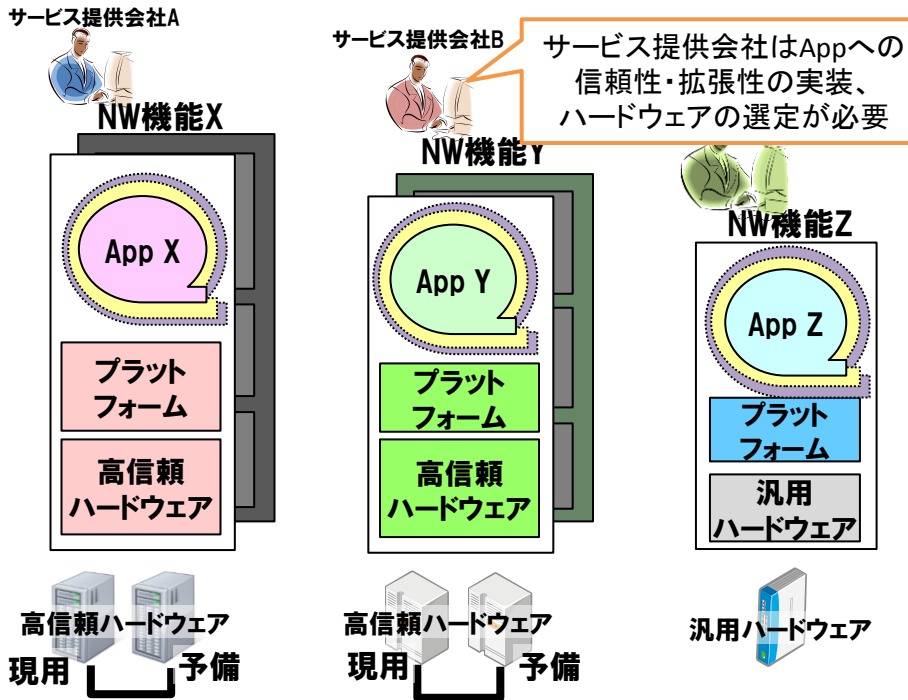 サービス提供会社A
NW機能X
App X
プラット
フォーム
高信頼
ハードウェア
高信頼ハードウェア
現用
予備
サービス提供会社B
NW機能Y
App Y
プラット
フォーム
高信頼
ハードウェア
高信頼ハードウェア
現用
予備
サービス提供会社はAppへの
信頼性・拡張性の実装、
ハードウェアの選定が必要
NW機能Z
App Z
プラット
フォーム
汎用
ハードウェア
汎用ハードウェア